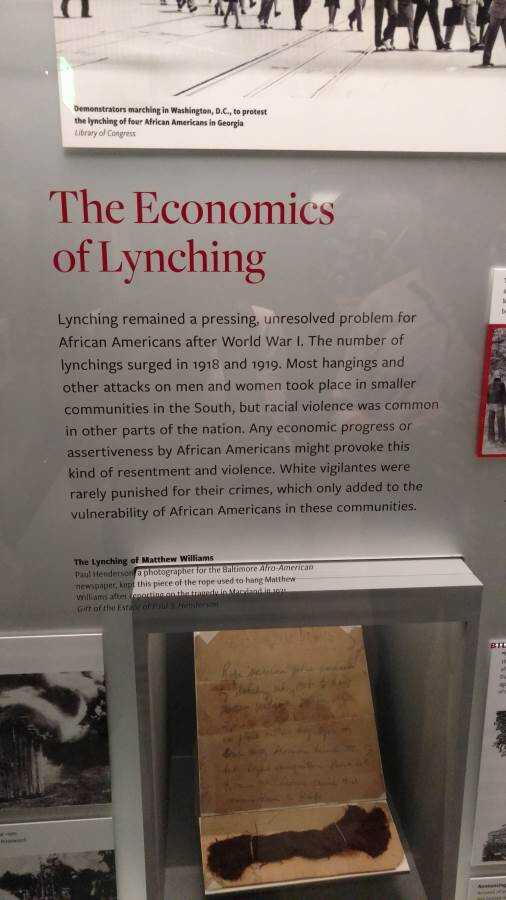 Demonstrators marching in Washington, D.C., to protest
the lynching of four African Americans in Georgia
Library of Congress
The Economics
of Lynching
Lynching remained a pressing, unresolved problem for
African Americans after World War I. The number of
lynchings surged in 1918 and 1919. Most hangings and
other attacks on men and women took place in smaller
communities in the South, but racial violence was common
in other parts of the nation. Any economic progress or
assertiveness by African Americans might provoke this
kind of resentment and violence. White vigilantes were
rarely punished for their crimes, which only added to the
vulnerability of African Americans in these communities.
The Lynching of Matthew Williams
Paul Henderson, a photographer for the Baltimore Afro-American
newspaper, kept this piece of the rope used to hang Matthew
Williams after reporting on the tragedy in Maryland in 1931
Gift of the Estate of Paul S. Henderson